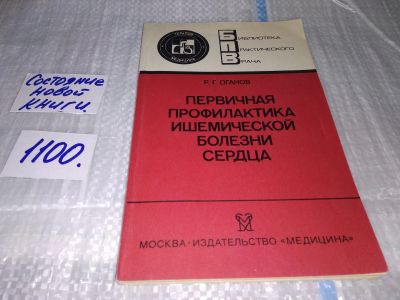 Состояние
новой
книги.
1100.
БИБЛИОТЕКА
ПРАКТИЧЕСКОГО
ВРАЧА
Р. Г. ОГАНОВ
ПЕРВИЧНАЯ
ПРОФИЛАКТИКА
ИШЕМИЧЕСКОЙ
БОЛЕЗНИ
СЕРДЦА
МОСКВА · ИЗДАТЕЛЬСТВО «МЕДИЦИНА»